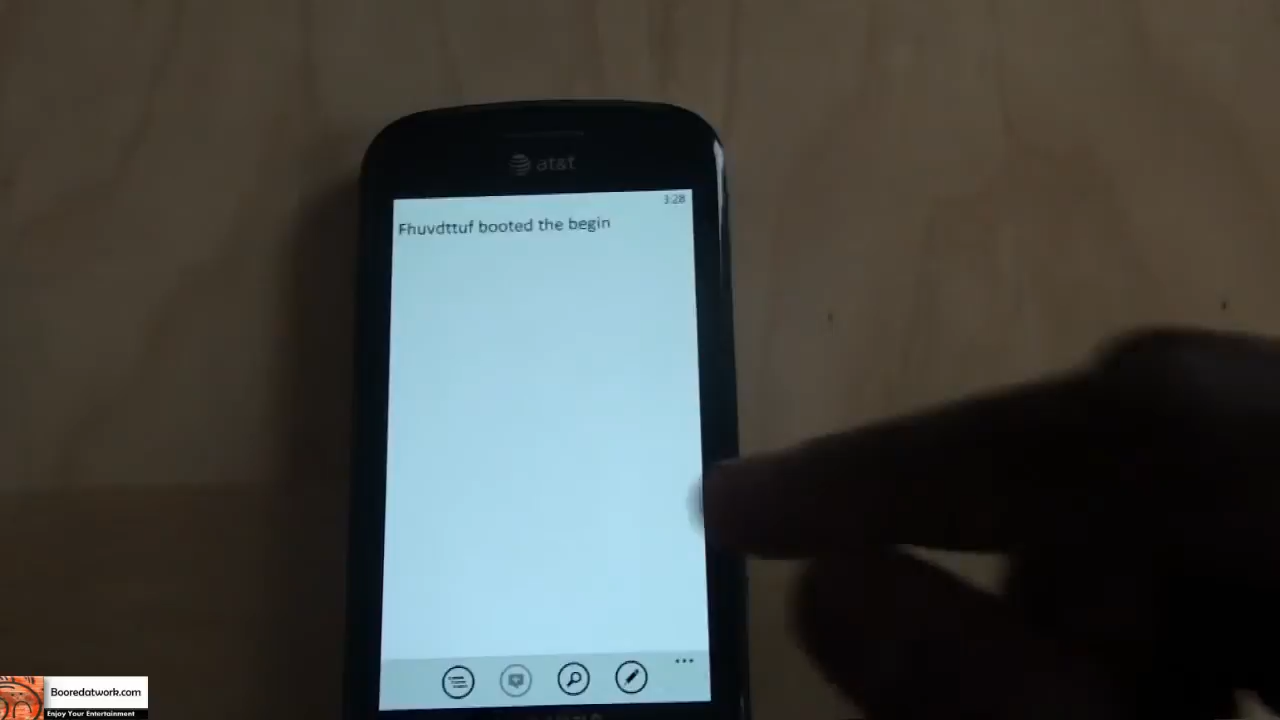 at&t
3:28
Fhuvdttuf booted the begin
Booredatwork.com
Enjoy Your Entertainment